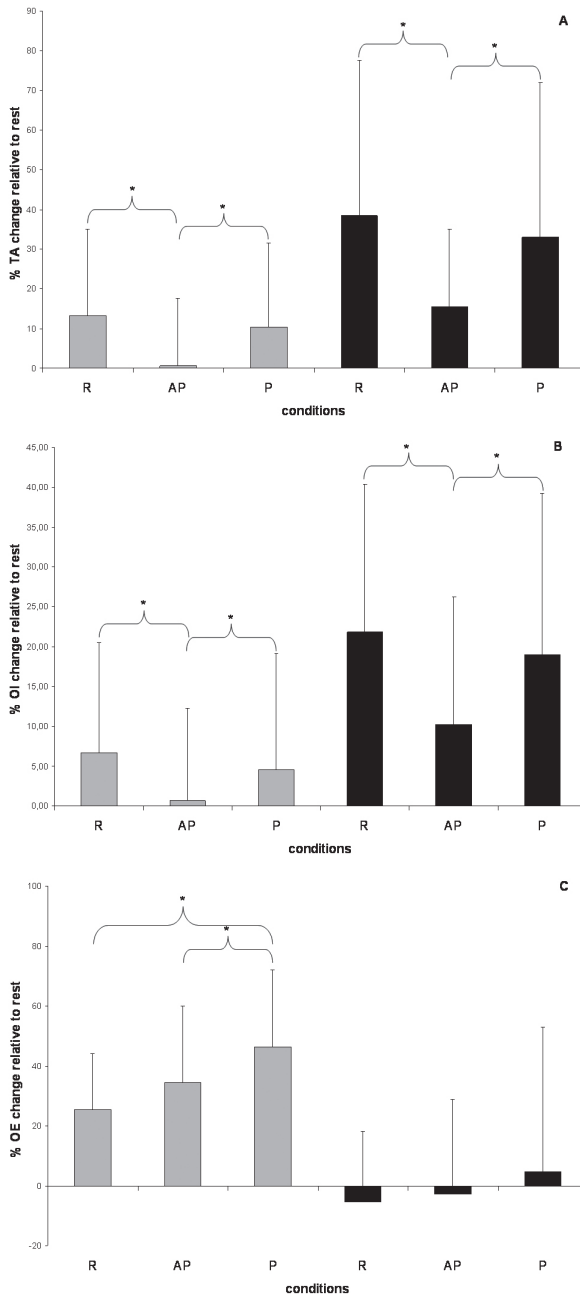 A
% TA change relative to rest
90
80
70
60
50
40
30
20
10
0
* * * *
R AP P R AP P
conditions
B
% OI change relative to rest
45,00
40,00
35,00
30,00
25,00
20,00
15,00
10,00
5,00
0,00
* * * *
R AP P R AP P
conditions
C
% OE change relative to rest
100
80
60
40
20
0
-20
*
*
R AP P R AP P
conditions